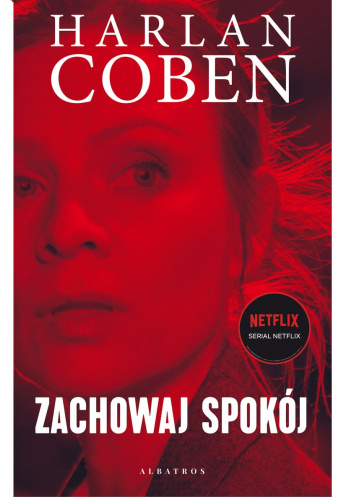 HARLAN
COBEN
NETFLIX
SERIAL NETFLIX
ZACHOWAJ SPOKÓJ
ALBATROS